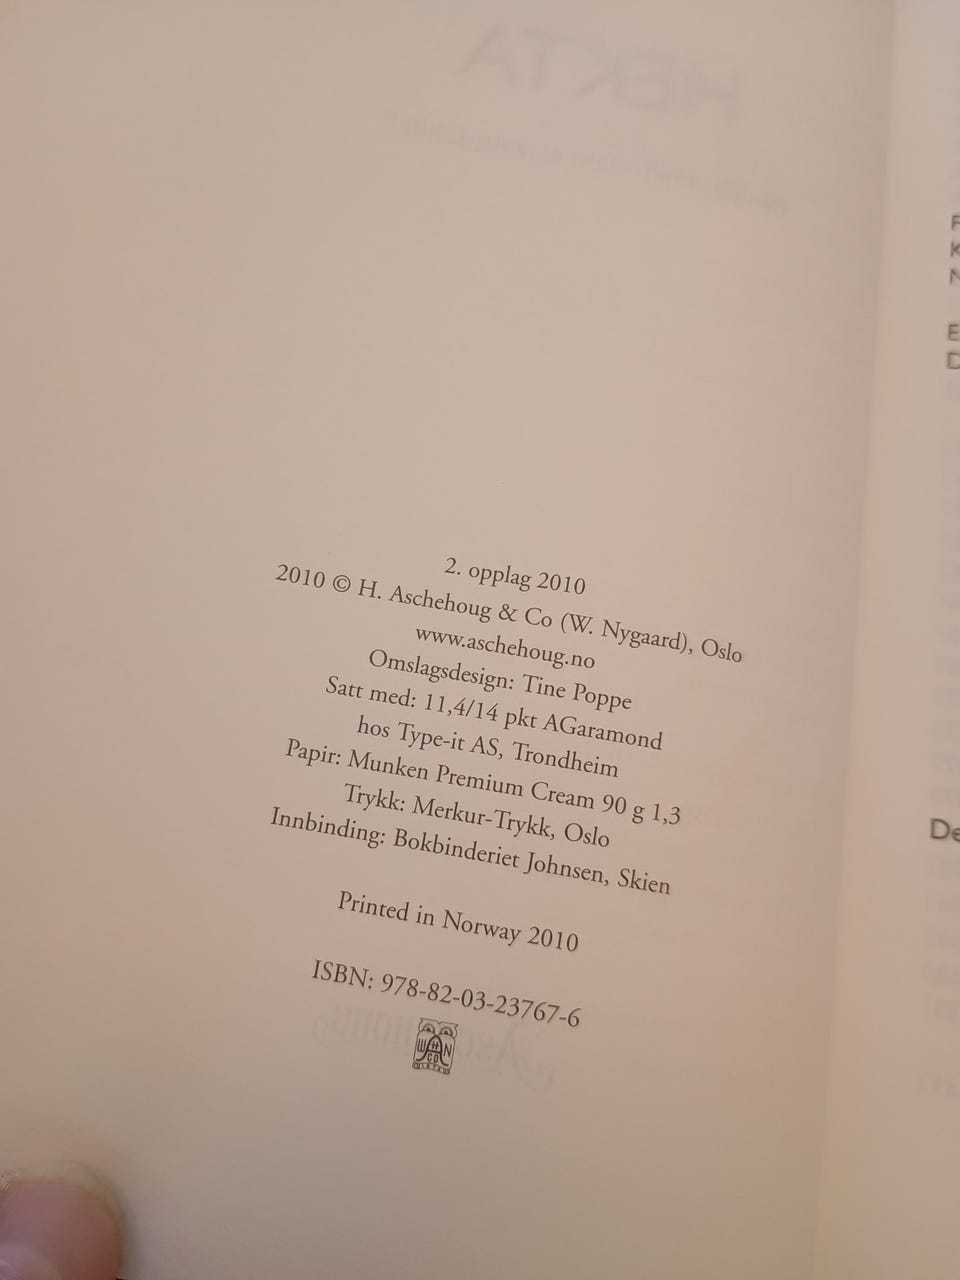 HEKTA
2. opplag 2010
2010 © H. Aschehoug & Co (W. Nygaard), Oslo
www.aschehoug.no
Omslagsdesign: Tine Poppe
Satt med: 11,4/14 pkt AGaramond
hos Type-it AS, Trondheim
Papir: Munken Premium Cream 90 g 1,3
Trykk: Merkur-Trykk, Oslo
Innbinding: Bokbinderiet Johnsen, Skien
Printed in Norway 2010
ISBN: 978-82-03-23767-6